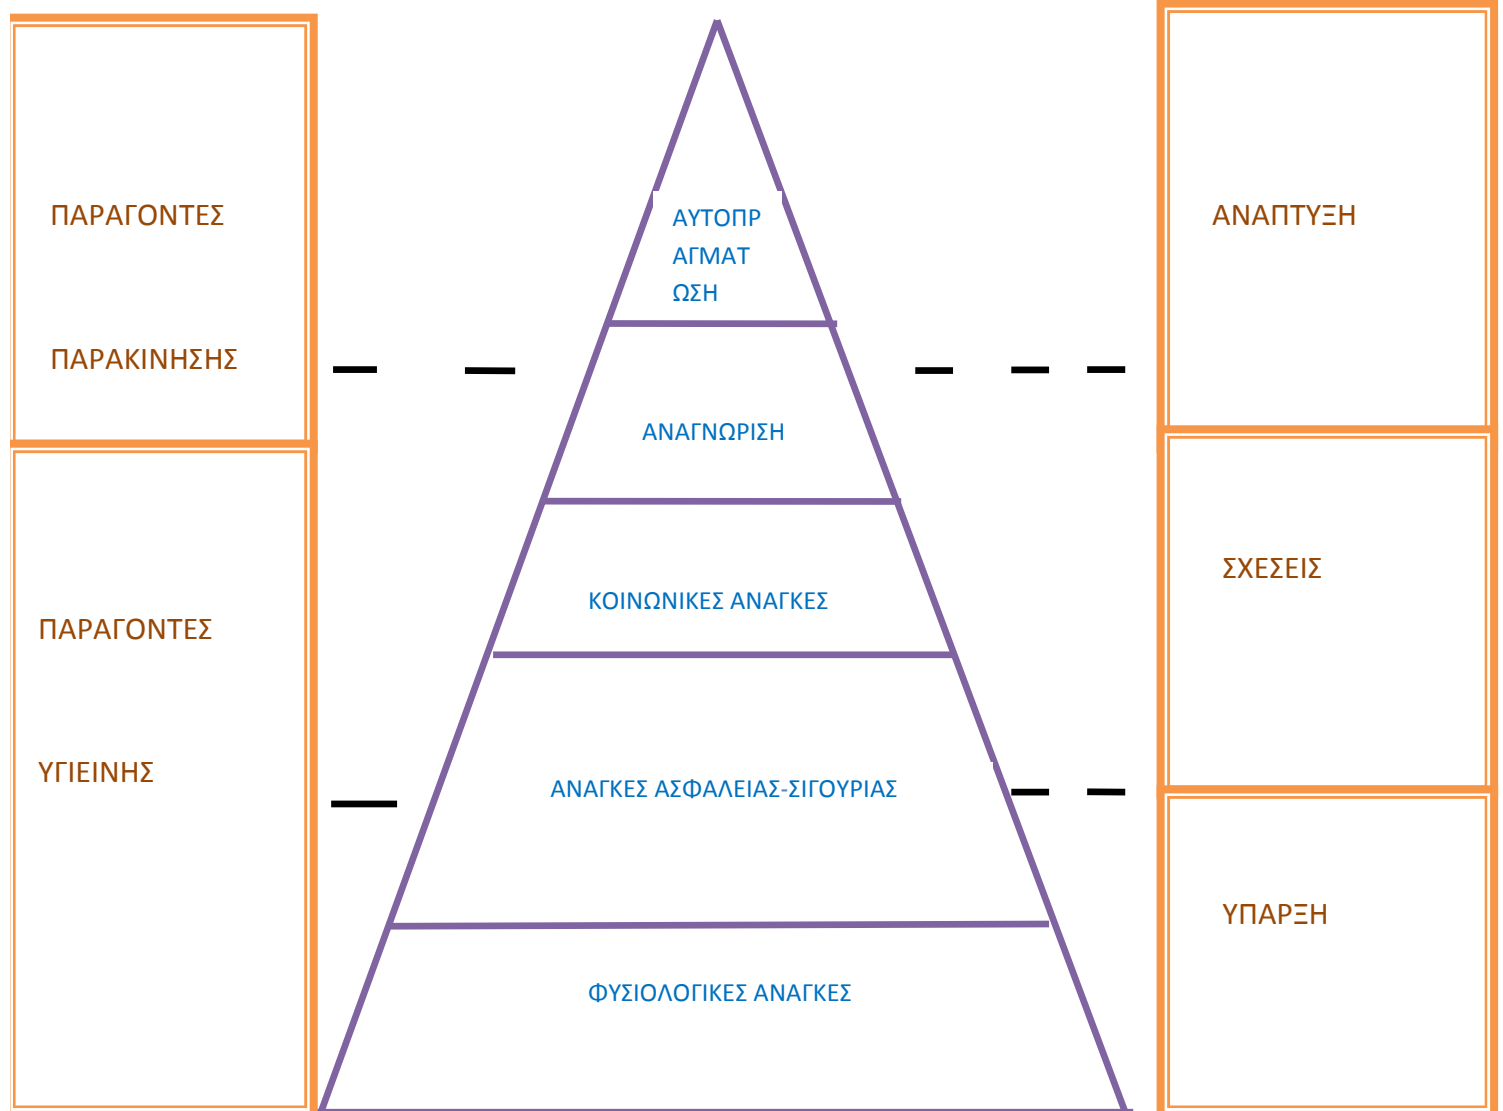 ΠΑΡΑΓΟΝΤΕΣ
ΠΑΡΑΚΙΝΗΣΗΣ
ΠΑΡΑΓΟΝΤΕΣ
ΥΓΙΕΙΝΗΣ
ΑΥΤΟΠΡ
ΑΓΜΑΤ
ΩΣΗ
ΑΝΑΓΝΩΡΙΣΗ
ΚΟΙΝΩΝΙΚΕΣ ΑΝΑΓΚΕΣ
ΑΝΑΓΚΕΣ ΑΣΦΑΛΕΙΑΣ-ΣΙΓΟΥΡΙΑΣ
ΦΥΣΙΟΛΟΓΙΚΕΣ ΑΝΑΓΚΕΣ
ΑΝΑΠΤΥΞΗ
ΣΧΕΣΕΙΣ
ΥΠΑΡΞΗ